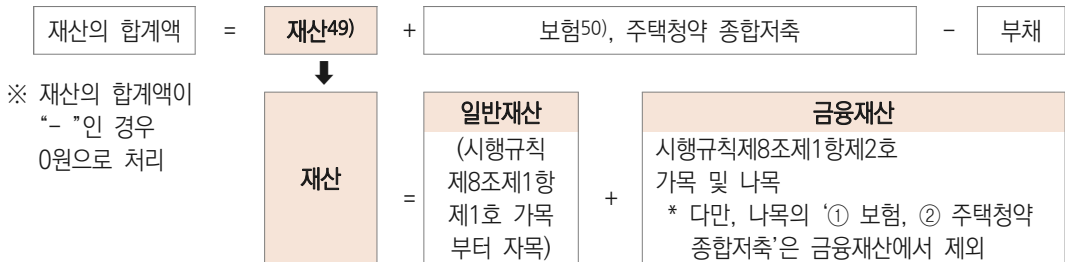 재산의 합계액 = 재산49) + 보험50), 주택청약 종합저축 - 부채
※ 재산의 합계액이
"- "인 경우
0원으로 처리
재산 = 일반재산
(시행규칙
제8조제1항
제1호 가목
부터 자목)
+
금융재산
시행규칙제8조제1항제2호
가목 및 나목
* 다만, 나목의 '① 보험, ② 주택청약
종합저축'은 금융재산에서 제외